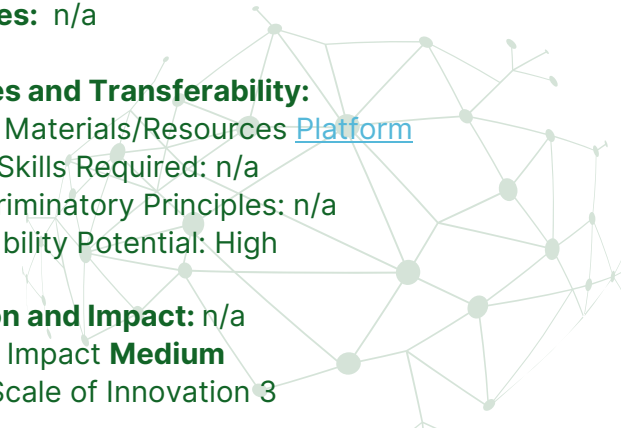 es: n/a
es and Transferability:
Materials/Resources Platform
Skills Required: n/a
riminatory Principles: n/a
bility Potential: High
on and Impact: n/a
Impact Medium
Scale of Innovation 3